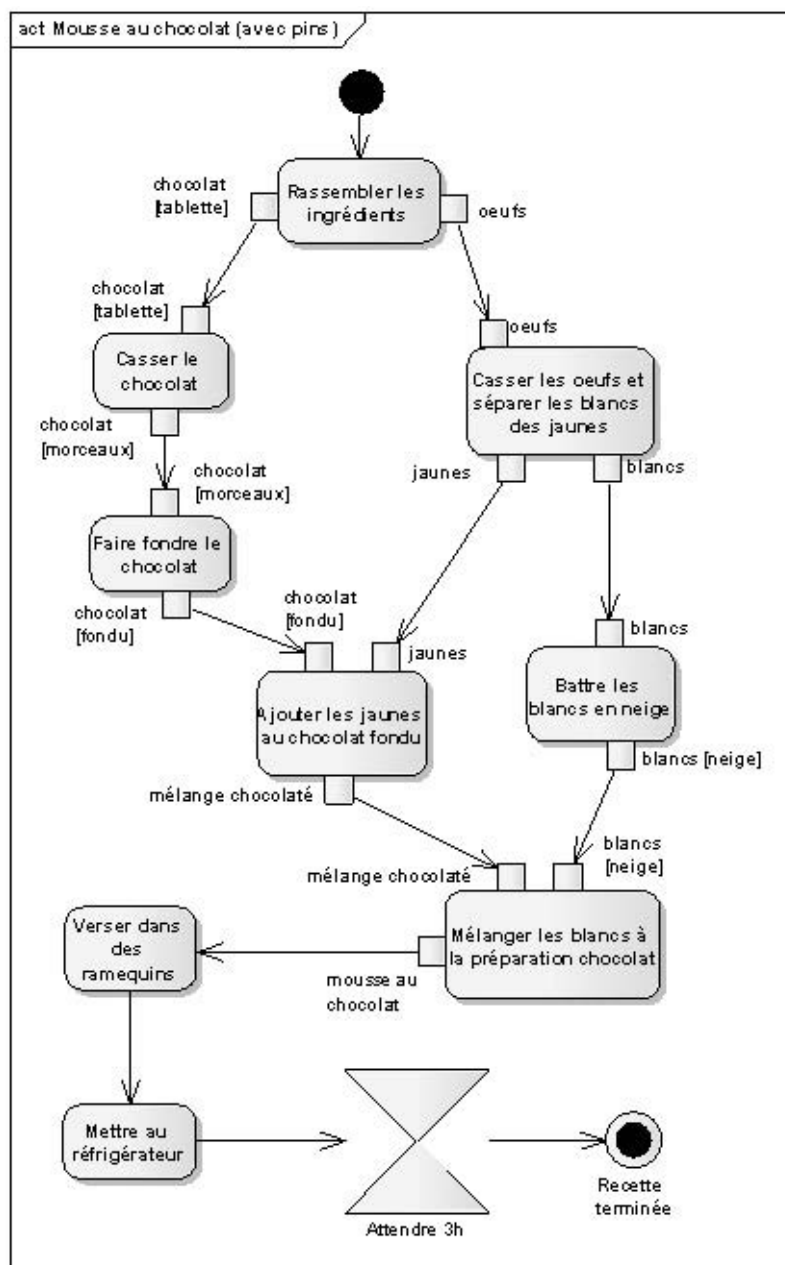 act Mousse au chocolat (avec pins)
chocolat
[tablette]
Rassembler les
ingrédients
oeufs
chocolat
[tablette]
oeufs
Casser le
chocolat
Casser les oeufs et
séparer les blancs
des jaunes
chocolat
[morceaux]
chocolat
[morceaux]
jaunes
blancs
Faire fondre le
chocolat
chocolat
[fondu]
chocolat
[fondu]
jaunes
blancs
Ajouter les jaunes
au chocolat fondu
Battre les
blancs en neige
mélange chocolaté
blancs [neige]
mélange chocolaté
blancs
[neige]
Verser dans
des
ramequins
Mélanger les blancs à
la préparation chocolat
mousse au
chocolat
Mettre au
réfrigérateur
Attendre 3h
Recette
terminée